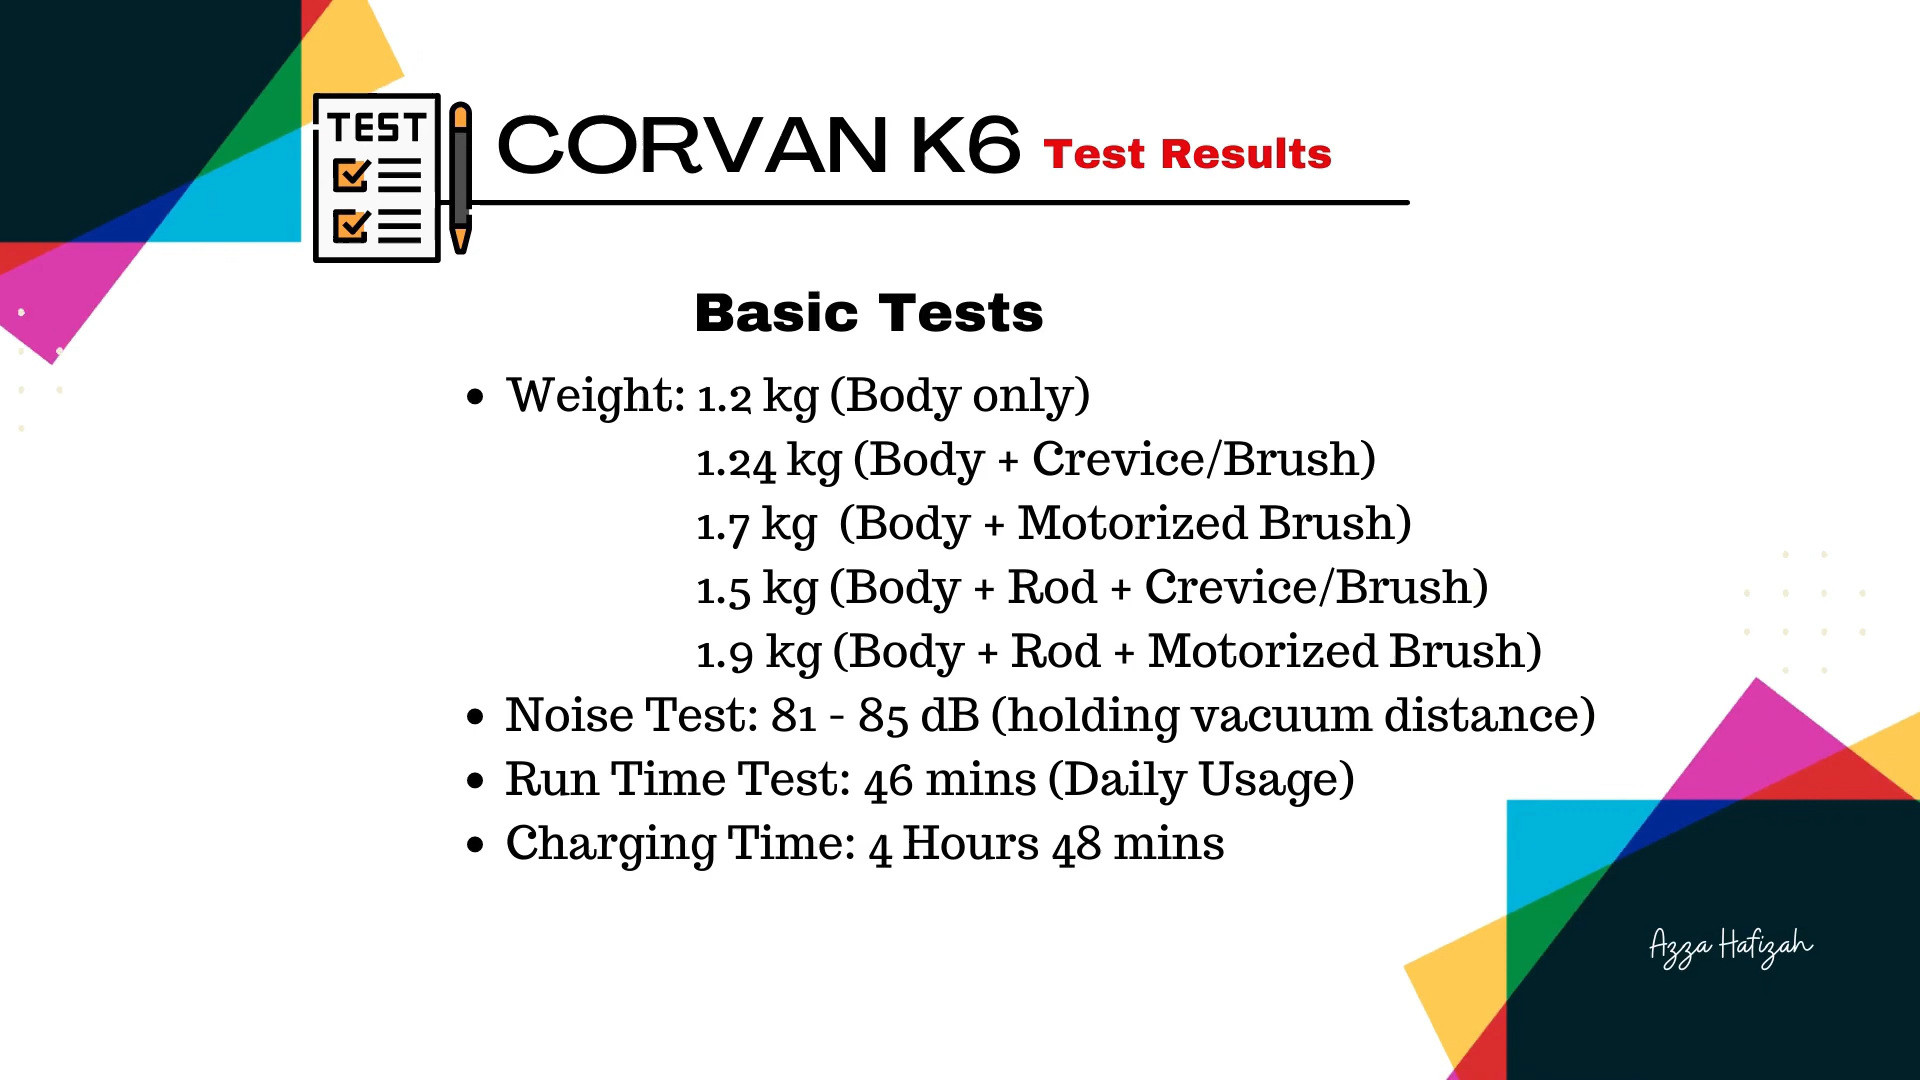 TEST
CORVAN K6 Test Results
Basic Tests
• Weight: 1.2 kg (Body only)
1.24 kg (Body + Crevice/Brush)
1.7 kg (Body + Motorized Brush)
1.5 kg (Body + Rod + Crevice/Brush)
1.9 kg (Body + Rod + Motorized Brush)
• Noise Test: 81 - 85 dB (holding vacuum distance)
• Run Time Test: 46 mins (Daily Usage)
• Charging Time: 4 Hours 48 mins
Azza Hafizah